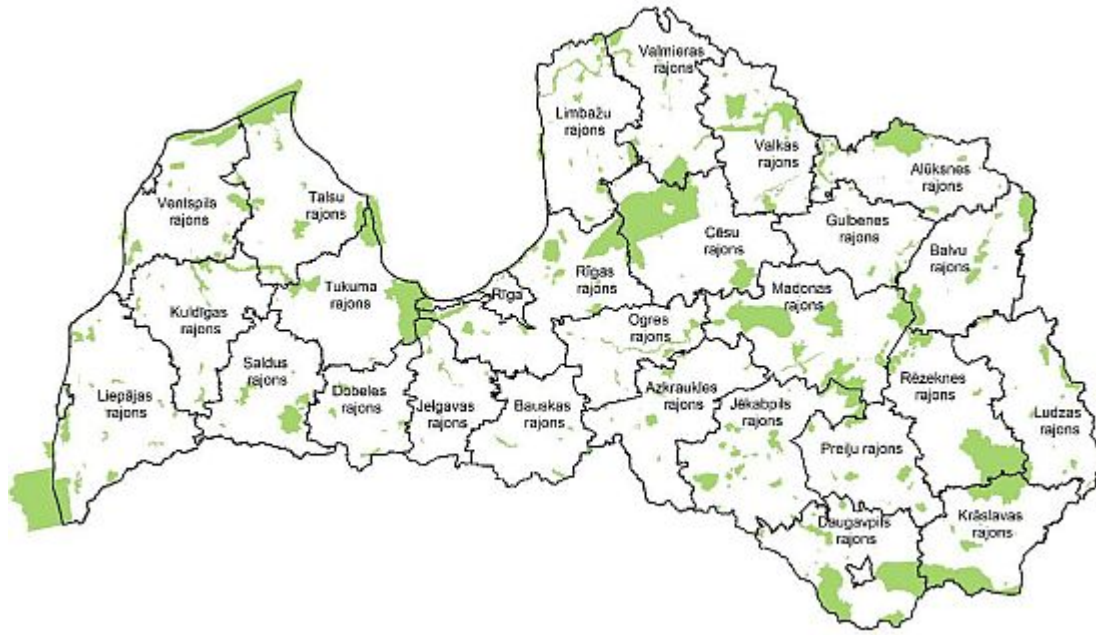 Valmieras
rajons
Limbažu
rajons
Valkas
rajons
Alūksnes
rajons
Ventspils
rajons
Talsu
rajons
Cēsu
rajons
Gulbenes
rajons
Balvu
rajons
Rīgas
rajons
Rīga
Madonas
rajons
Tukuma
rajons
Kuldīgas
rajons
Ogres
rajons
Saldus
rajons
Liepājas
rajons
Dobeles
rajons
Jelgavas
rajons
Bauskas
rajons
Azkraukles
rajons
Jēkabpils
rajons
Rēzeknes
rajons
Ludzas
rajons
Preiļu rajons
Daugavpils
rajons
Krāslavas
rajons